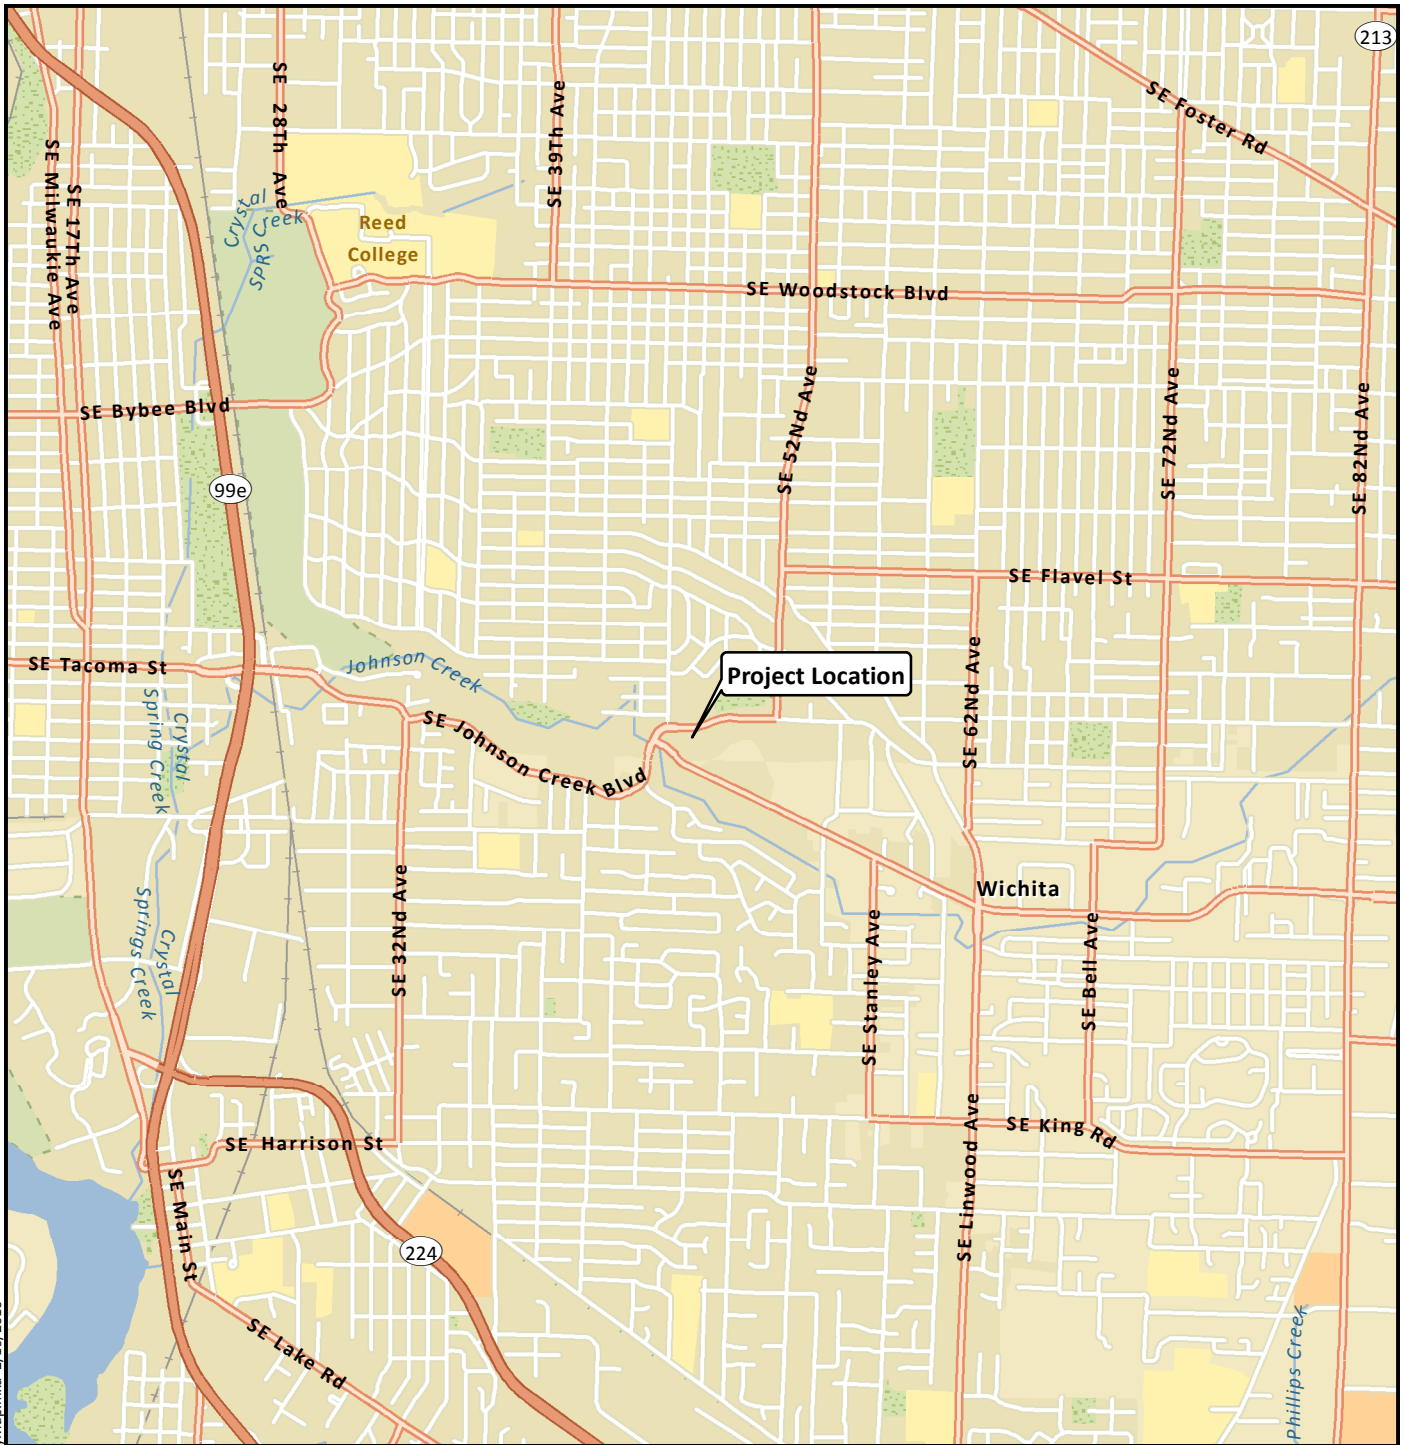 213
SE Foster Rd
SE 28Th Ave
SE 39Th Ave
SE Milwaukie Ave
SE 17Th Ave
Crystal
SPRS Creek
Reed
College
SE Woodstock Blvd
SE 52Nd Ave
SE 72Nd Ave
SE 82Nd Ave
SE Bybee Blvd
99e
SE Flavel St
SE Tacoma St
Johnson Creek
Project Location
SE 62Nd Ave
Crystal
Spring Creek
SE Johnson Creek Blvd
SE 32Nd Ave
Wichita
SE Stanley Ave
SE Bell Ave
Crystal
Springs Creek
SE Harrison St
SE King Rd
SE Linwood Ave
SE Main St
224
SE Lake Rd
Phillips Creek